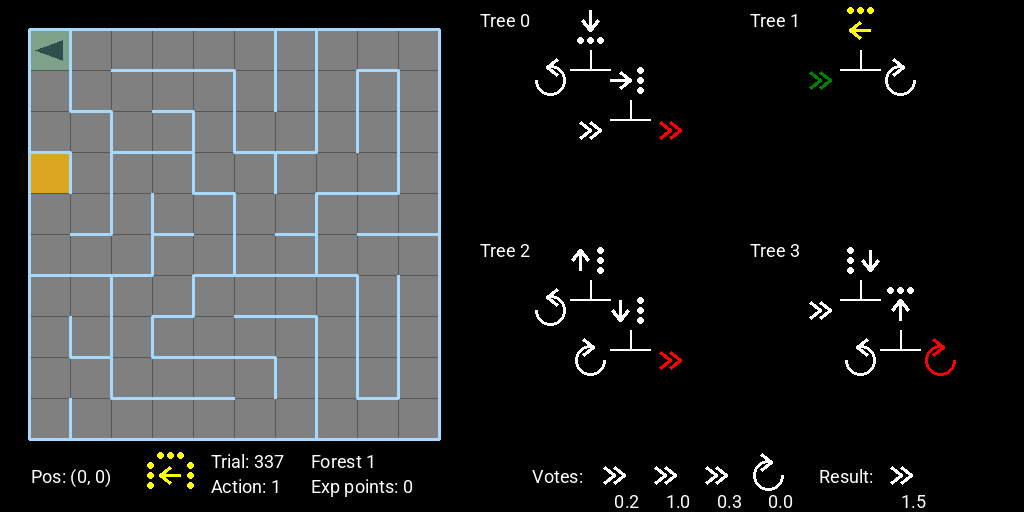 Tree 0
Tree 1
Tree 2
Tree 3
Pos: (0, 0)
Trial: 337
Forest 1
Action: 1
Exp points: 0
Votes:
Result:
0.2
1.0
0.3
0.0
1.5